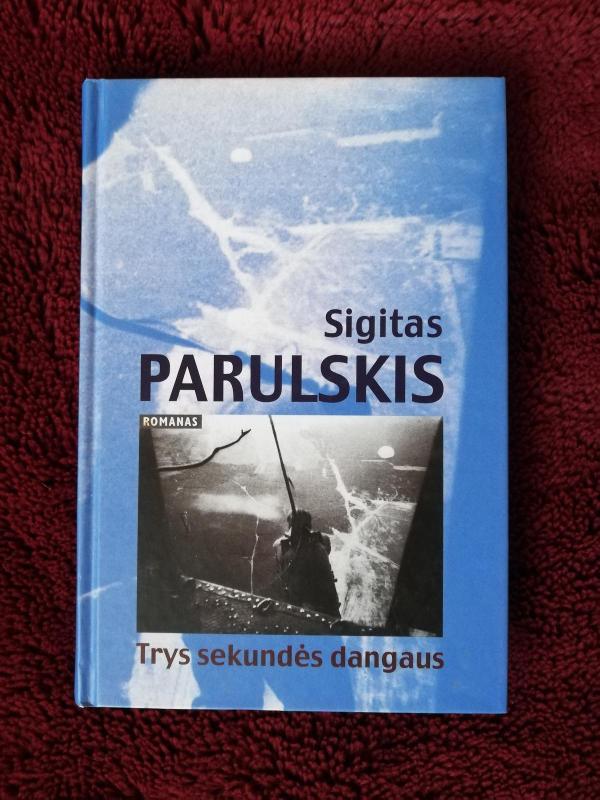 Sigitas
PARULSKIS
ROMANAS
Trys sekundės dangaus